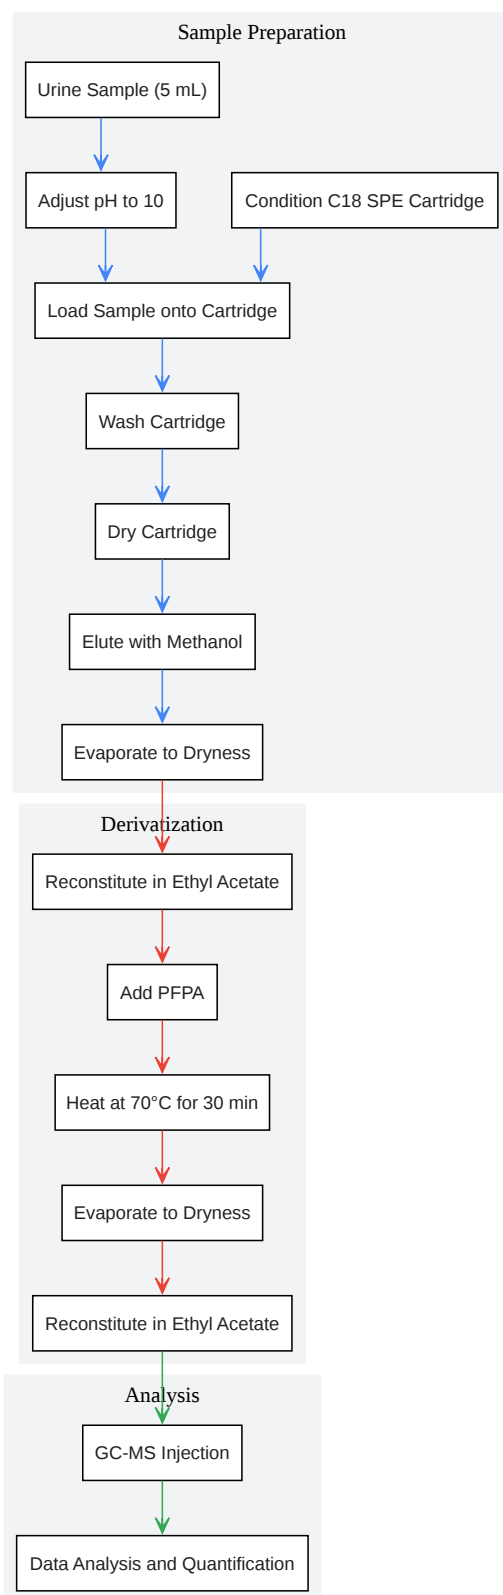 Sample Preparation
Urine Sample (5 mL)
Adjust pH to 10
Condition C18 SPE Cartridge
Load Sample onto Cartridge
Wash Cartridge
Dry Cartridge
Elute with Methanol
Evaporate to Dryness
Derivatization
Reconstitute in Ethyl Acetate
Add PFPA
Heat at 70°C for 30 min
Evaporate to Dryness
Reconstitute in Ethyl Acetate
Analysis
GC-MS Injection
Data Analysis and Quantification